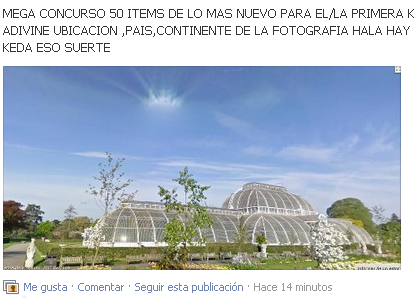 MEGA CONCURSO 50 ITEMS DE LO MAS NUEVO PARA EL/LA PRIMERA K
ADIVINE UBICACION ,PAIS,CONTINENTE DE LA FOTOGRAFIA HALA HAY
KEDA ESO SUERTE
Me gusta · Comentar · Seguir esta publicación · Hace 14 minutos